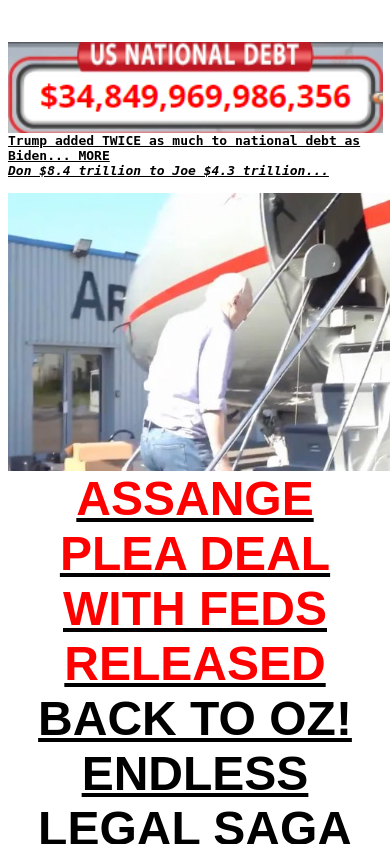 US NATIONAL DEBT
$34,849,969,986,356
Trump added TWICE as much to national debt as
Biden... MORE
Don $8.4 trillion to Joe $4.3 trillion...
AR
ASSANGE
PLEA DEAL
WITH FEDS
RELEASED
BACK TO OZ!
ENDLESS
LEGAL SAGA